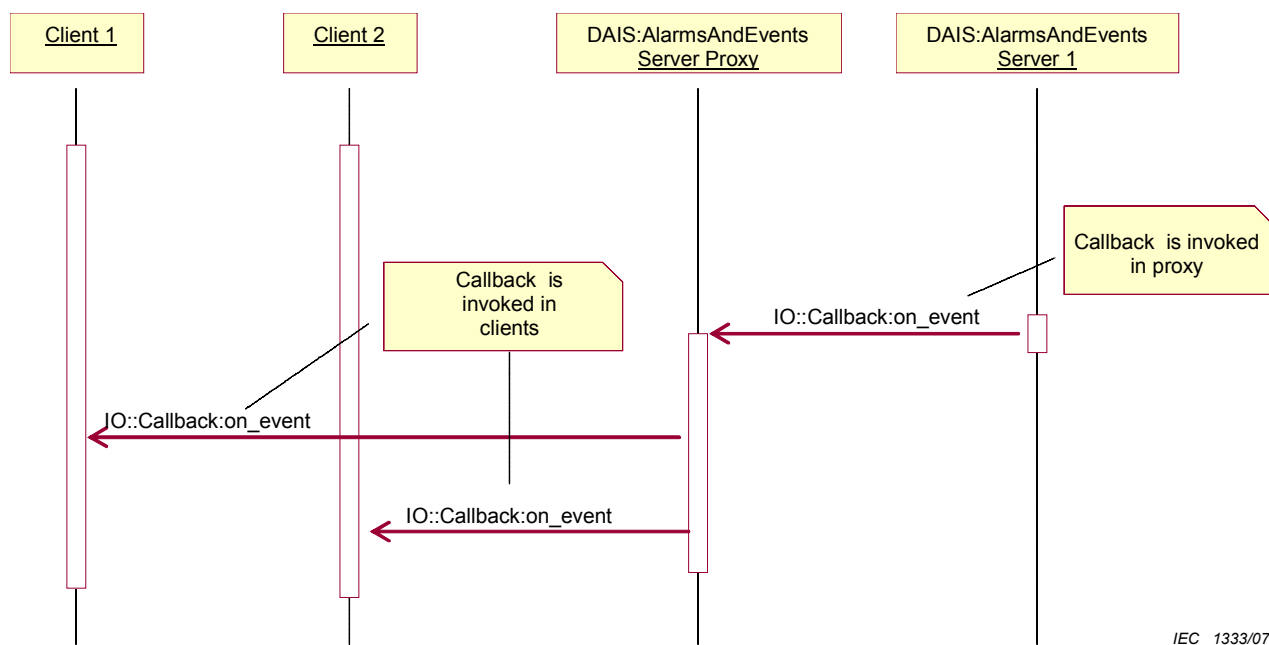 Client 1
Client 2
DAIS:AlarmsAndEvents
Server Proxy
DAIS:AlarmsAndEvents
Server 1
Callback is invoked
in proxy
Callback is
invoked in
clients
IO::Callback:on_event
IO::Callback:on_event
IO::Callback:on_event
IEC 1333/07